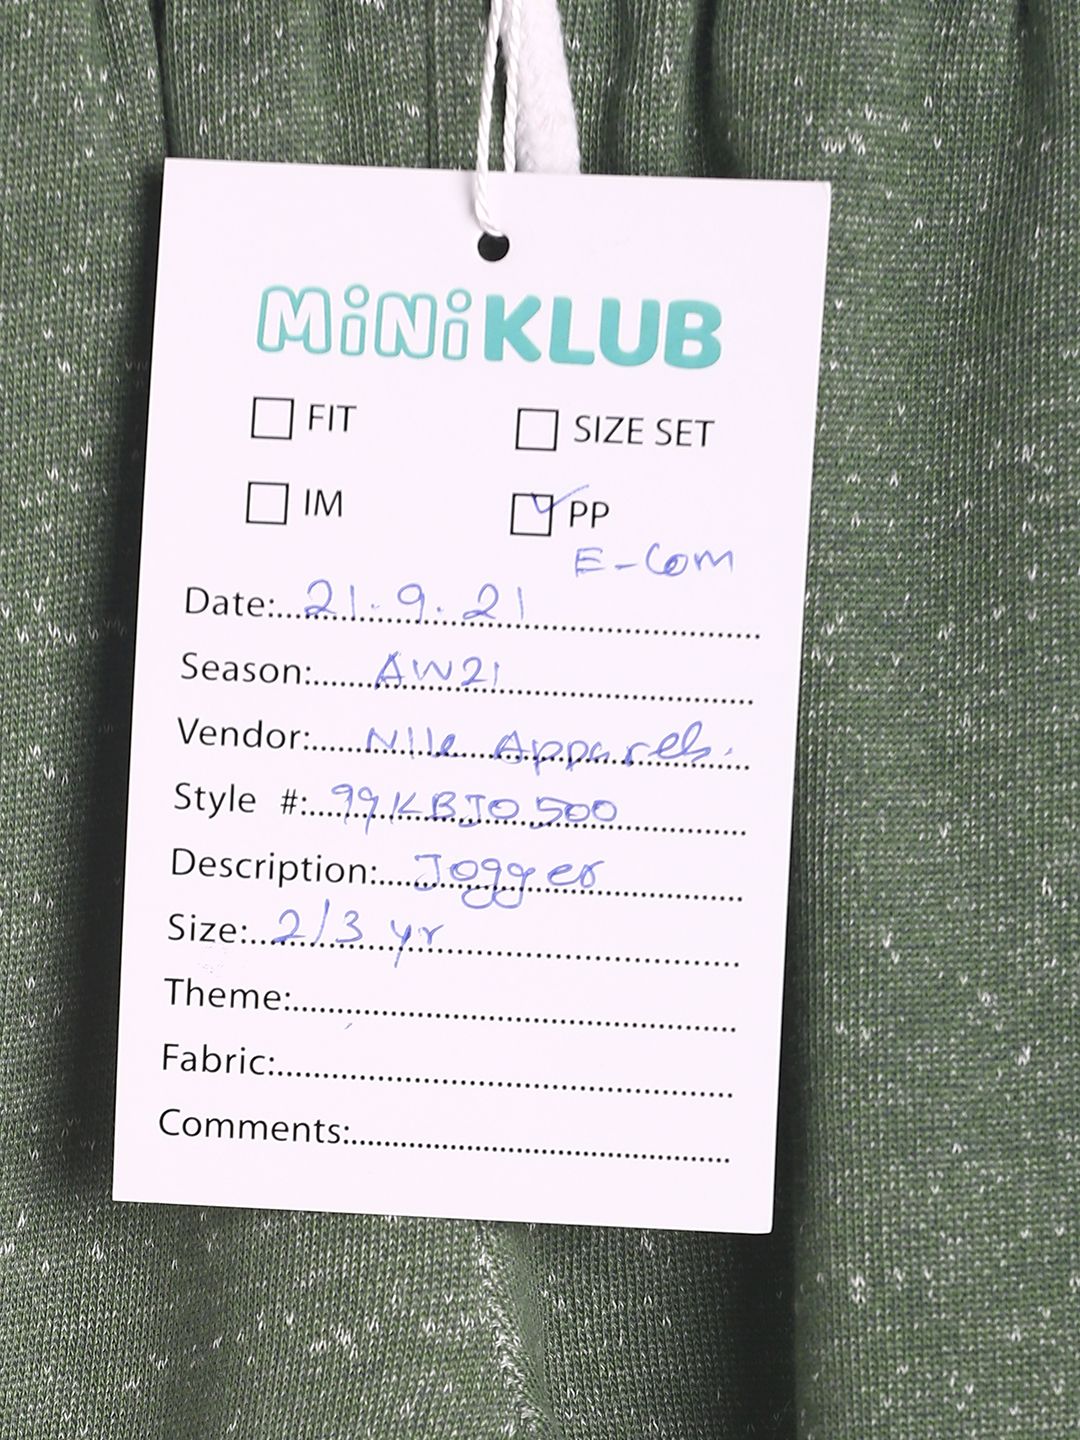 MiNiKLUB
FIT SIZE SET
IM PP
E-Com
Date: 21.9.21
Season: AW21
Vendor: Nile Apparels.
Style #: 99KBJO500
Description: Jogger
Size: 2/3 yr
Theme:
Fabric:
Comments: